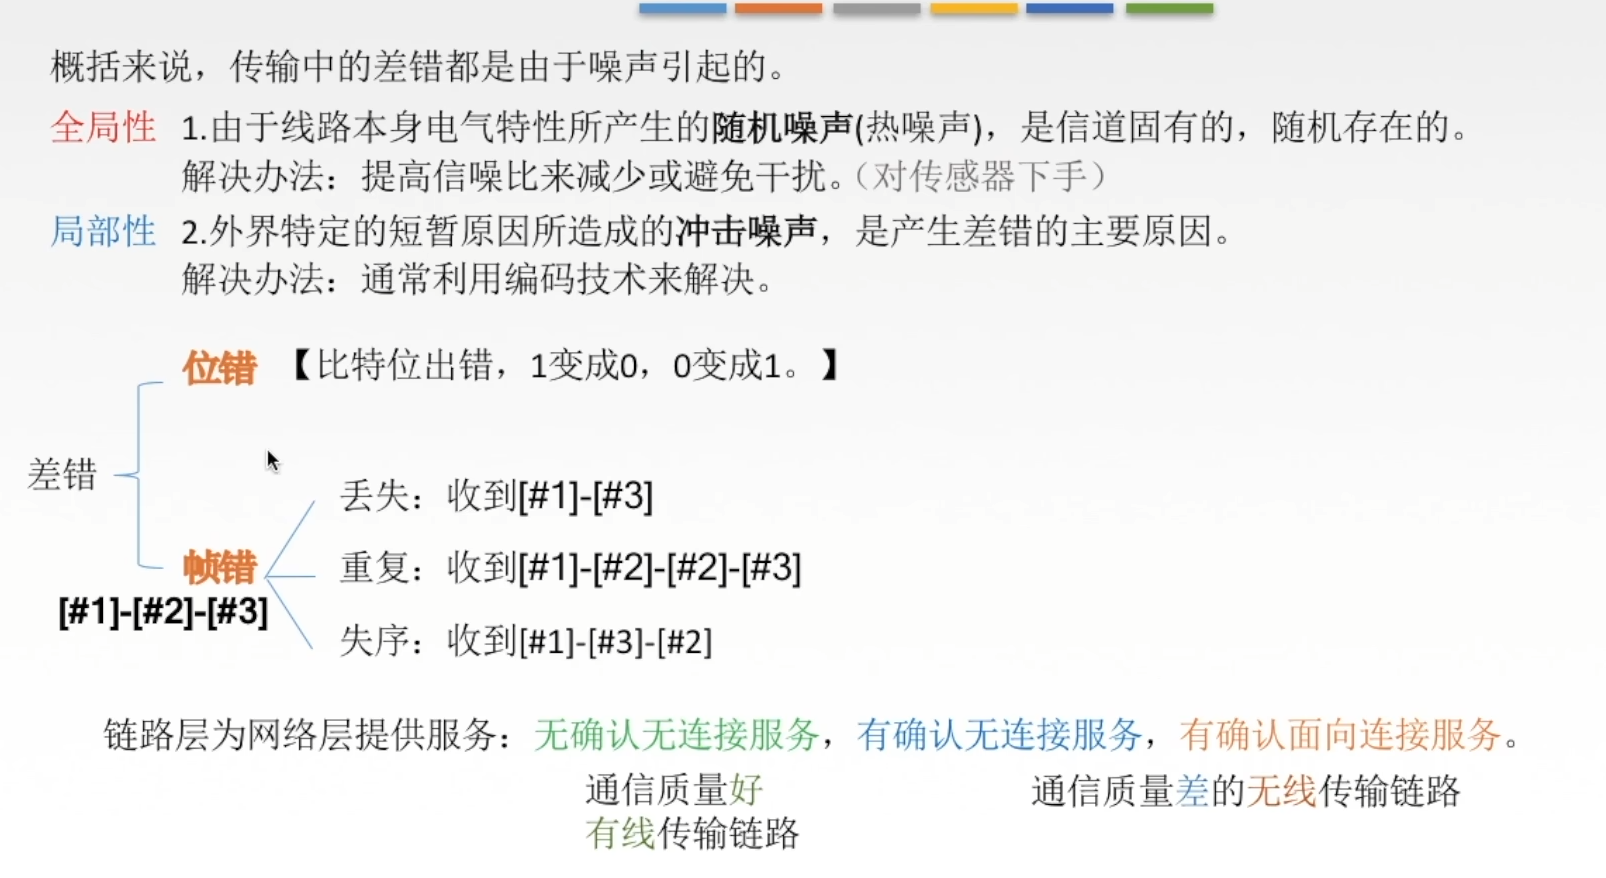 概括来说，传输中的差错都是由于噪声引起的。
全局性 1.由于线路本身电气特性所产生的随机噪声(热噪声)，是信道固有的，随机存在的。
解决办法：提高信噪比来减少或避免干扰。（对传感器下手）
局部性 2.外界特定的短暂原因所造成的冲击噪声，是产生差错的主要原因。
解决办法：通常利用编码技术来解决。
位错 【比特位出错，1变成0，0变成1。】
差错
丢失：收到[#1]-[#3]
帧错 重复：收到[#1]-[#2]-[#2]-[#3]
[#1]-[#2]-[#3]
失序：收到[#1]-[#3]-[#2]
链路层为网络层提供服务：无确认无连接服务，有确认无连接服务，有确认面向连接服务。
通信质量好 通信质量差的无线传输链路
有线传输链路